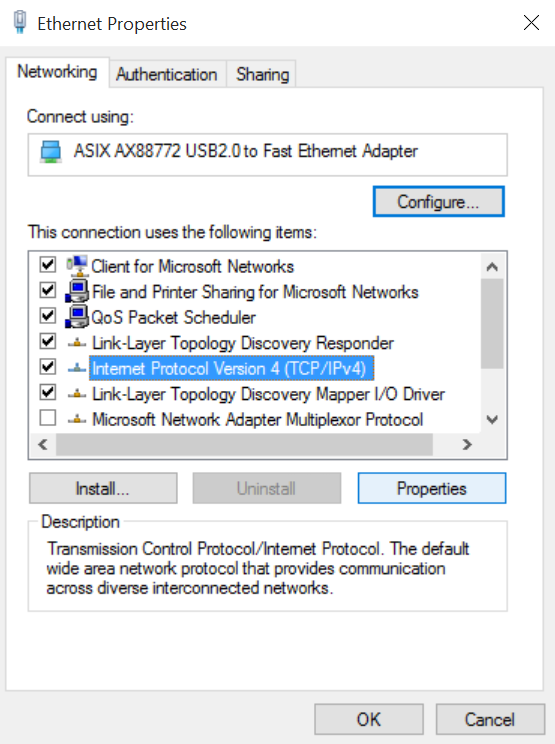 Ethernet Properties
Networking
Authentication
Sharing
Connect using:
ASIX AX88772 USB2.0 to Fast Ethernet Adapter
Configure...
This connection uses the following items:
Client for Microsoft Networks
File and Printer Sharing for Microsoft Networks
QoS Packet Scheduler
Link-Layer Topology Discovery Responder
Internet Protocol Version 4 (TCP/IPv4)
Link-Layer Topology Discovery Mapper I/O Driver
Microsoft Network Adapter Multiplexor Protocol
Install...
Uninstall
Properties
Description
Transmission Control Protocol/Internet Protocol. The default
wide area network protocol that provides communication
across diverse interconnected networks.
OK
Cancel